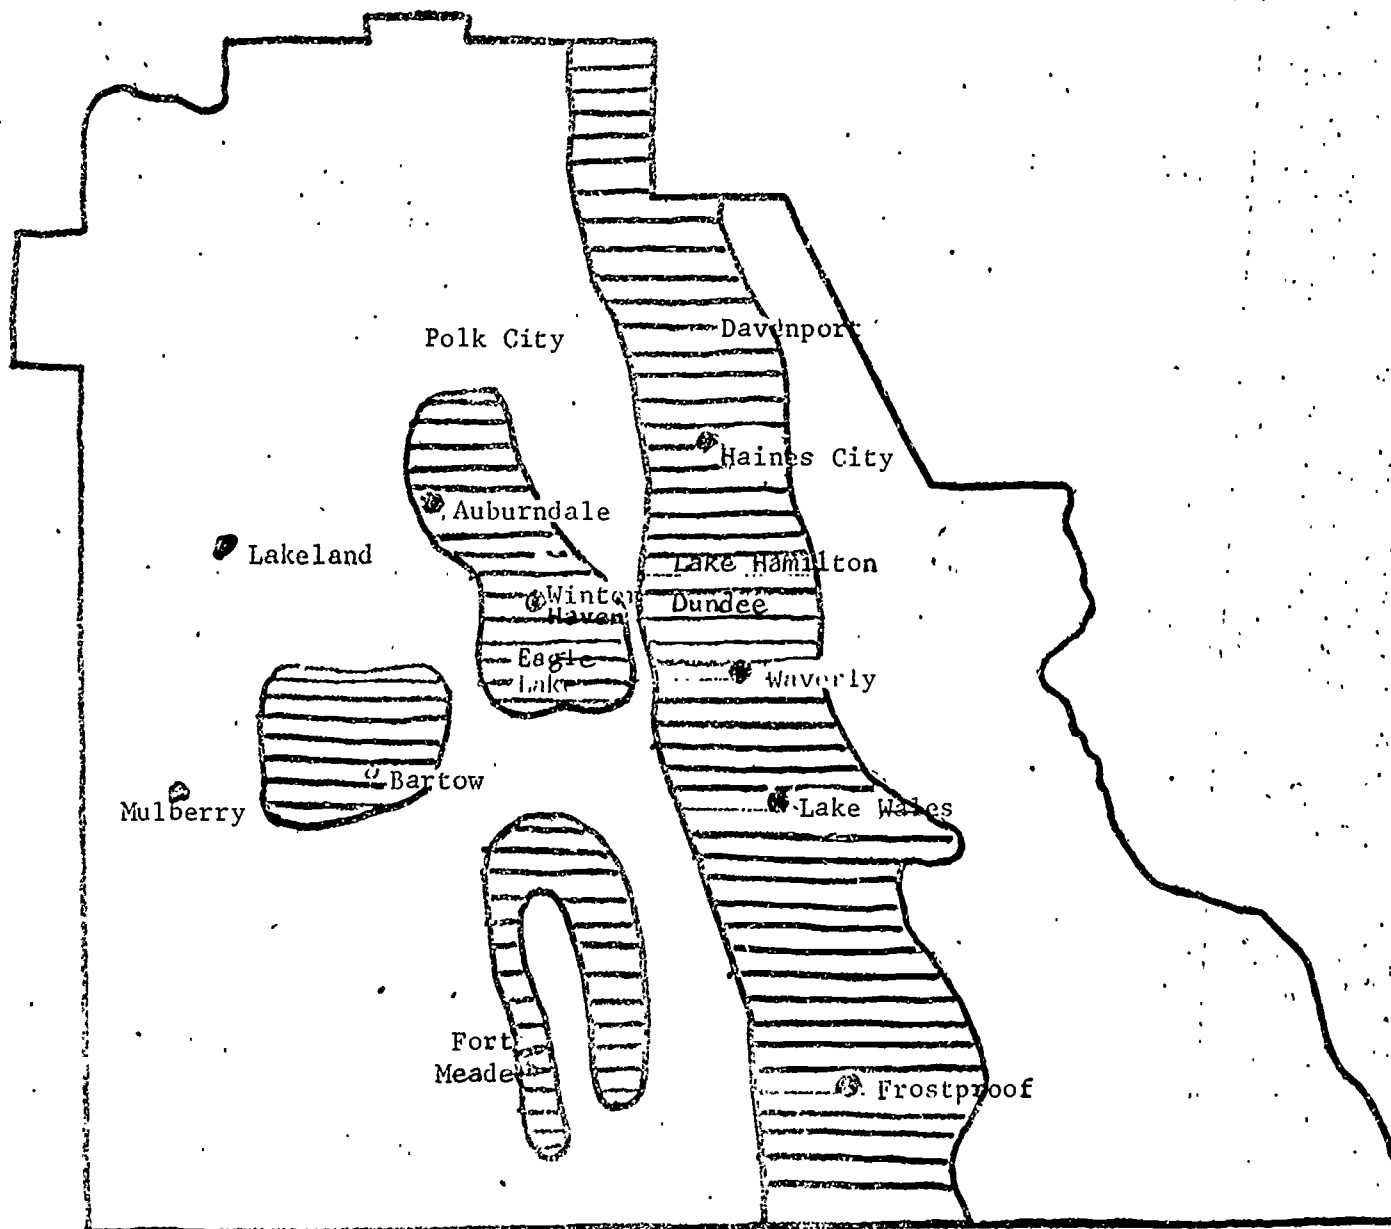 Davenport
Polk City
Haines City
Auburndale
Lakeland
Lake Hamilton
Winter
Haven
Dundee
Eagle
Lake
Waverly
Bartow
Mulberry
Lake Wales
Fort
Meade
Frostproof